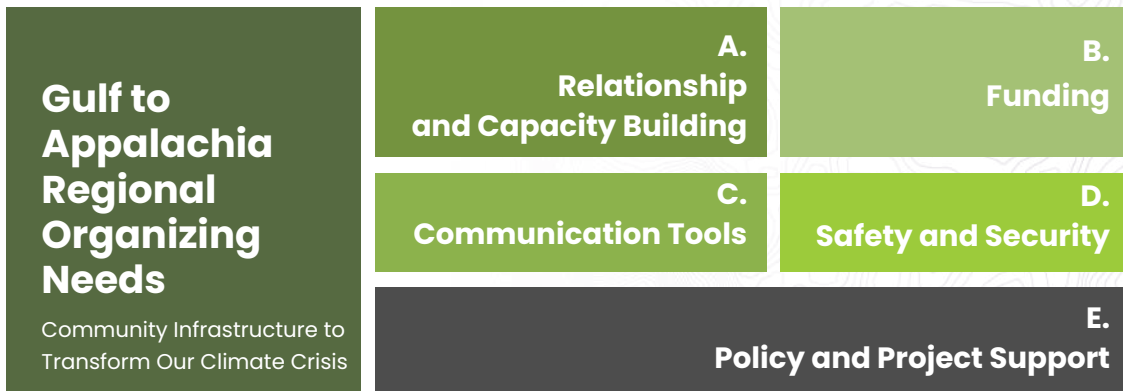 Gulf to
Appalachia
Regional
Organizing
Needs
Community Infrastructure to
Transform Our Climate Crisis
A.
Relationship
and Capacity Building
B.
Funding
C.
Communication Tools
D.
Safety and Security
E.
Policy and Project Support